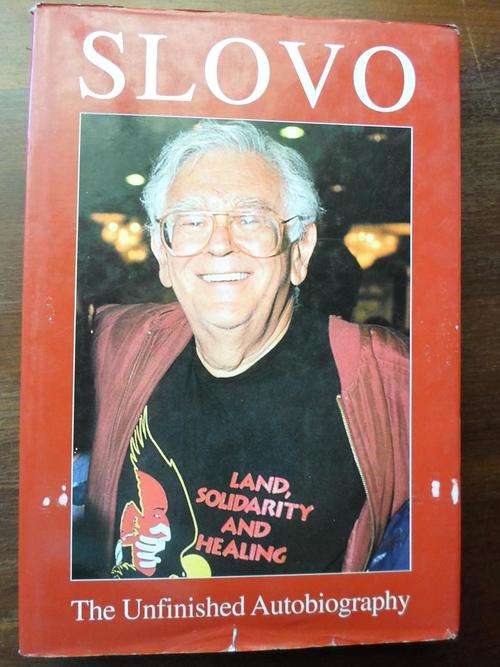 SLOVO
LAND,
SOLIDARITY
AND
HEALING
The Unfinished Autobiography